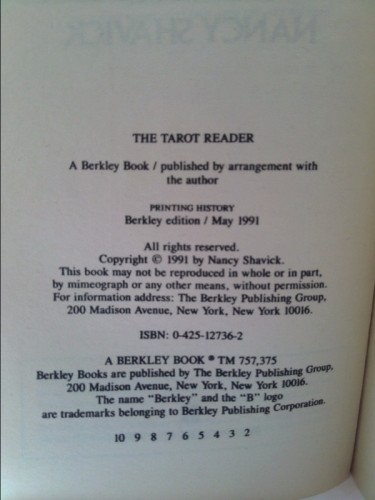 NANCY SHAVICK
THE TAROT READER
A Berkley Book / published by arrangement with
the author
PRINTING HISTORY
Berkley edition / May 1991
All rights reserved.
Copyright © 1991 by Nancy Shavick.
This book may not be reproduced in whole or in part,
by mimeograph or any other means, without permission.
For information address: The Berkley Publishing Group,
200 Madison Avenue, New York, New York 10016.
ISBN: 0-425-12736-2
A BERKLEY BOOK ® TM 757,375
Berkley Books are published by The Berkley Publishing Group,
200 Madison Avenue, New York, New York 10016.
The name "Berkley" and the "B" logo
are trademarks belonging to Berkley Publishing Corporation.
10 9 8 7 6 5 4 3 2